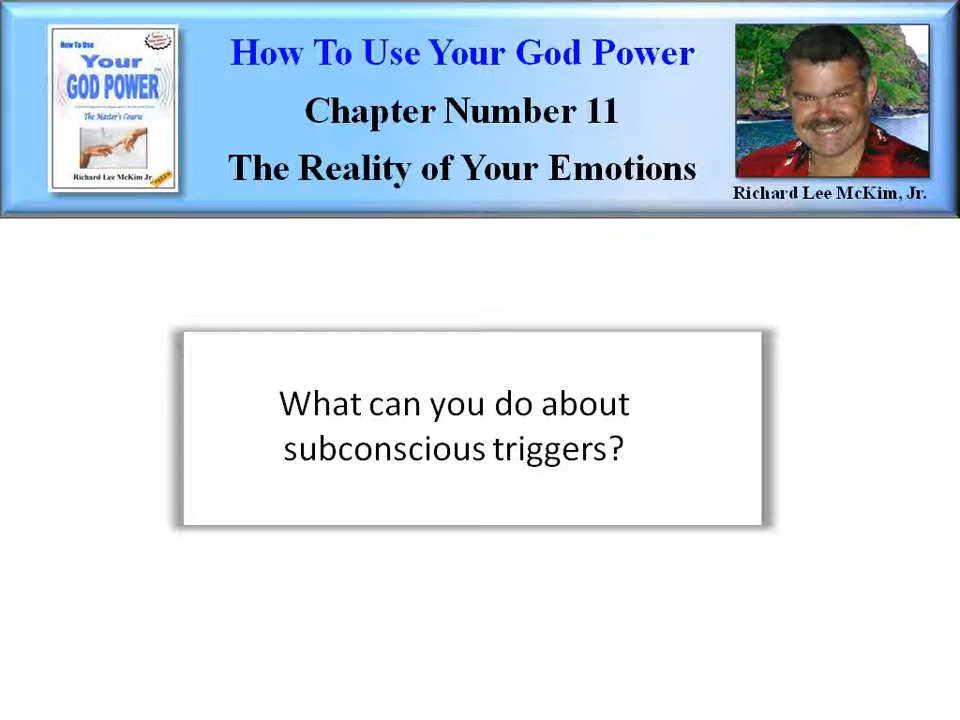 How To Use Your God Power
Chapter Number 11
The Reality of Your Emotions
How To Use
Your
GOD POWER
The Master's Course
Richard Lee McKim Jr.
Richard Lee McKim, Jr.
What can you do about
subconscious triggers?